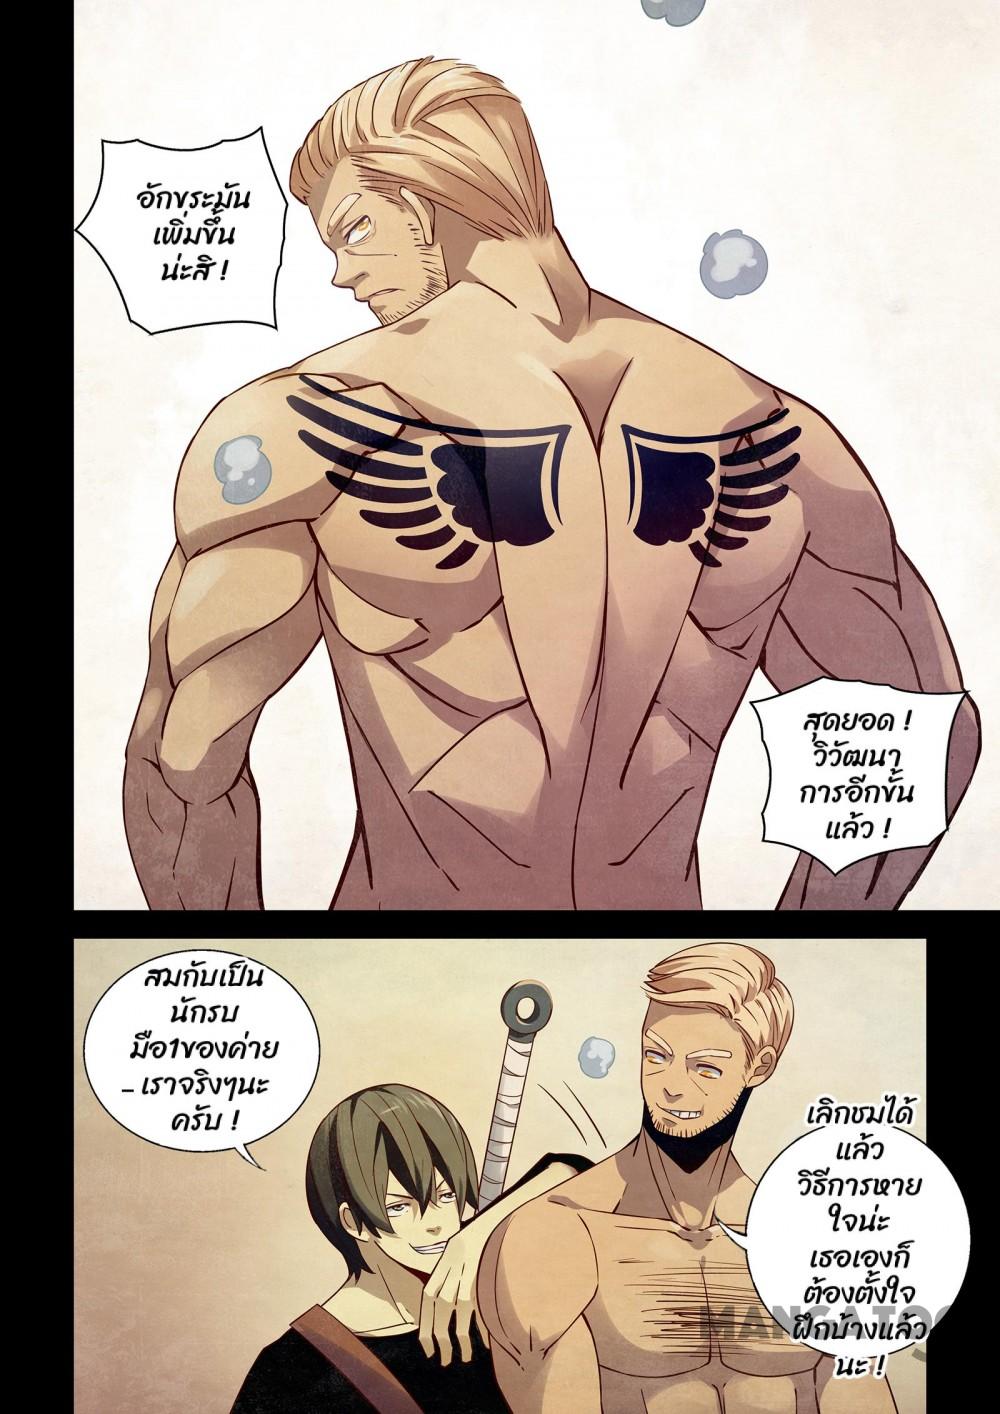 อักขระมัน
เพิ่มขึ้น
น่ะสิ !
สุดยอด !
วิวัฒนา
การอีกขั้น
แล้ว !
สมกับเป็น
นักรบ
มือ1ของค่าย
เราจริงๆนะ
ครับ !
เลิกชมได้
แล้ว
วิธีการหาย
ใจน่ะ
เธอเองก็
ต้องตั้งใจ
ฝึกบ้างแล้ว
นะ !